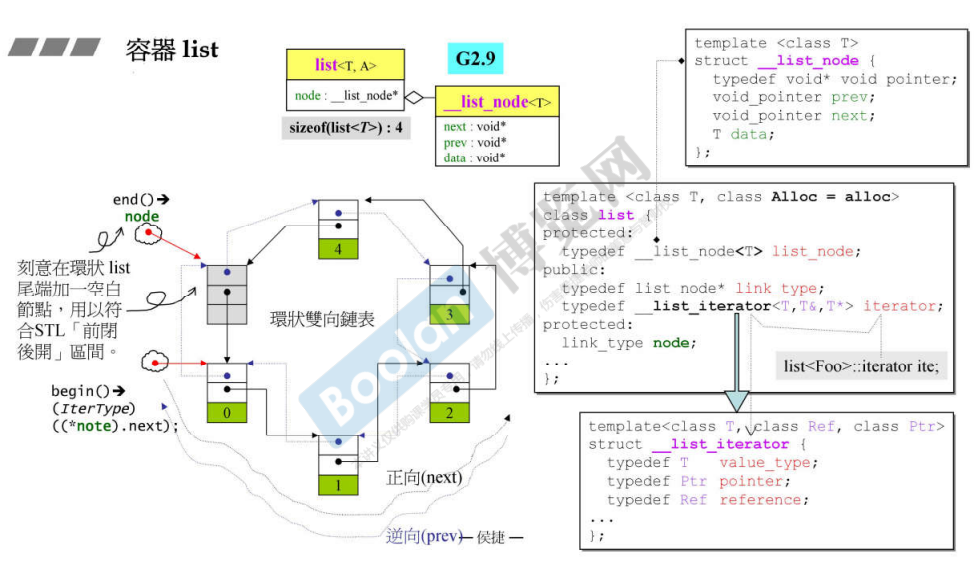 容器 list
list<T, A>
node : __list_node*
sizeof(list<T>) : 4
G2.9
__list_node<T>
next : void*
prev : void*
data : void*
template <class T>
struct __list_node {
typedef void* void pointer;
void_pointer prev;
void_pointer next;
T data;
};
end()➔
node
刻意在環狀 list
尾端加一空白
節點，用以符
合STL「前閉
後開」區間。
begin()➔
(IterType)
((*note).next);
環狀雙向鏈表
4
3
0
2
1
正向(next)
逆向(prev)
— 侯捷 —
template <class T, class Alloc = alloc>
class list {
protected:
typedef __list_node<T> list_node;
public:
typedef list node* link type;
typedef __list_iterator<T,T&,T*> iterator;
protected:
link_type node;
...
};
list<Foo>::iterator ite;
template<class T, class Ref, class Ptr>
struct __list_iterator {
typedef T value_type;
typedef Ptr pointer;
typedef Ref reference;
...
};
Boolan
博览网